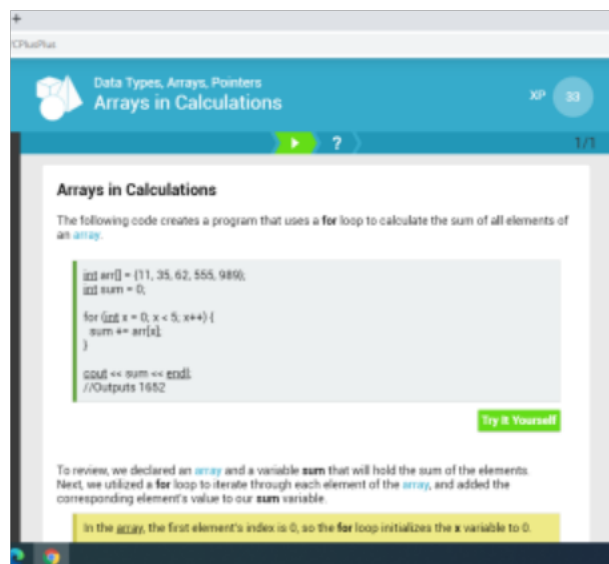 +
CPlusPlus
Data Types, Arrays, Pointers
Arrays in Calculations
XP 33
?
1/1
Arrays in Calculations
The following code creates a program that uses a for loop to calculate the sum of all elements of
an array.
int arr[] = {11, 35, 62, 555, 989};
int sum = 0;
for (int x = 0; x < 5; x++) {
sum += arr[x];
}
cout << sum << endl;
//Outputs 1652
Try It Yourself
To review, we declared an array and a variable sum that will hold the sum of the elements.
Next, we utilized a for loop to iterate through each element of the array, and added the
corresponding element's value to our sum variable.
In the array, the first element's index is 0, so the for loop initializes the x variable to 0.